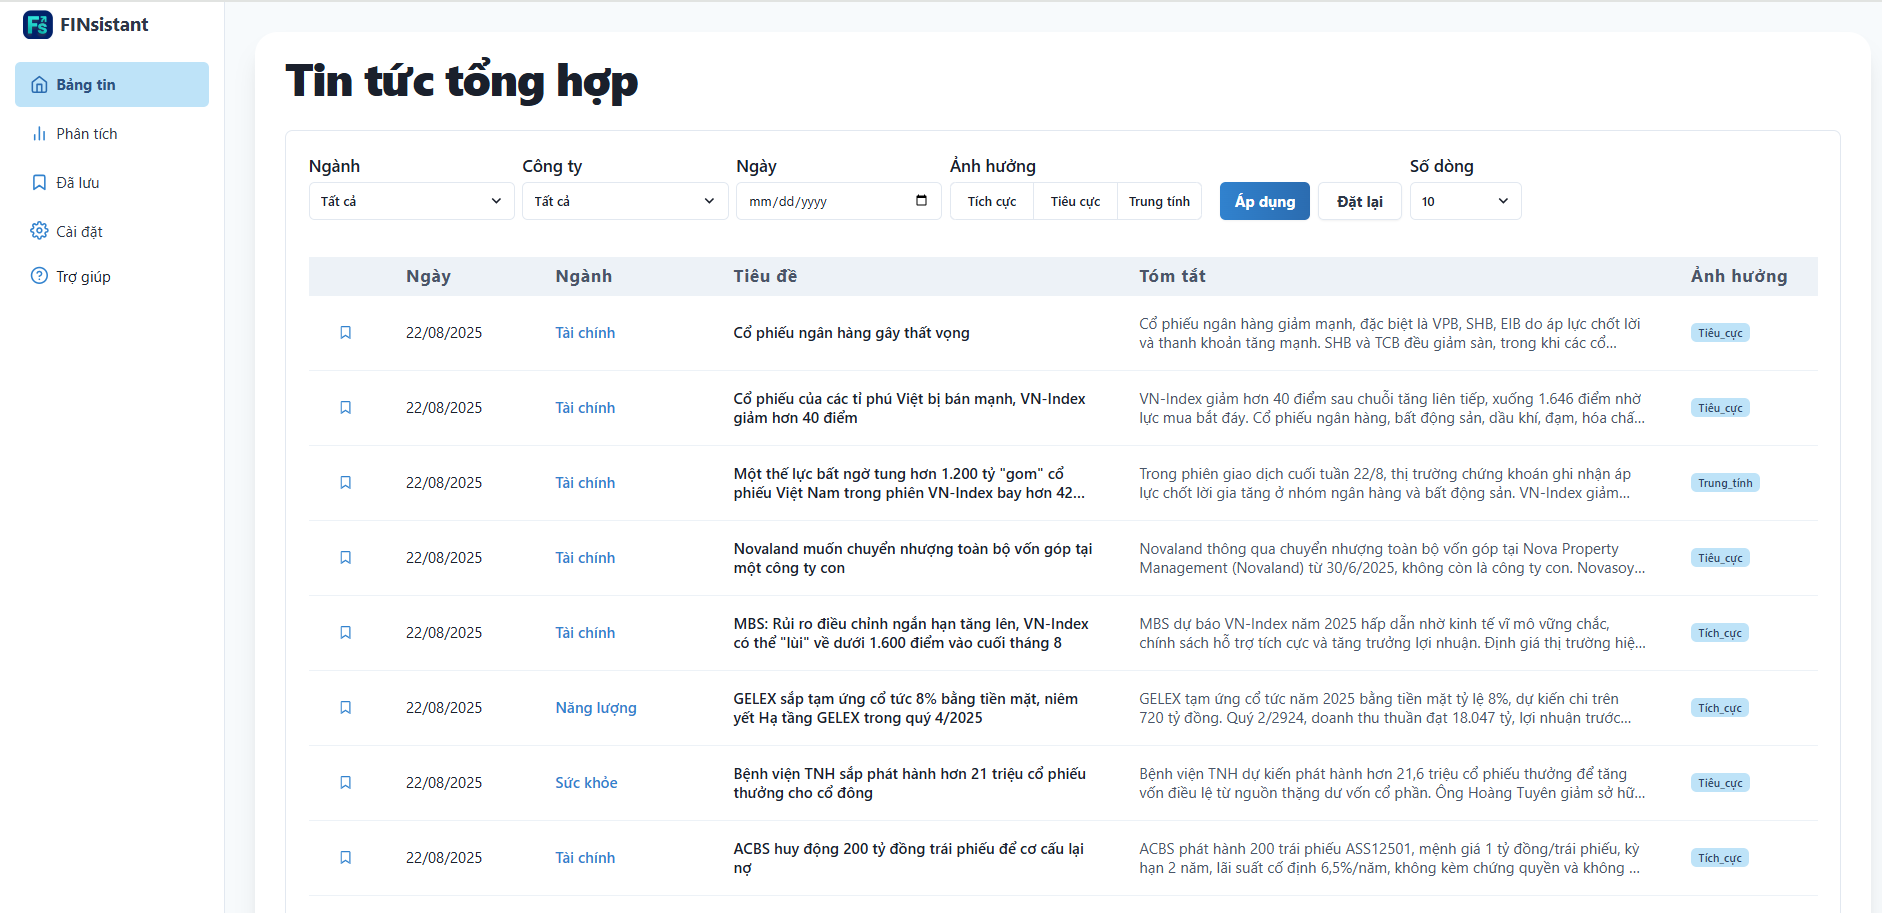 FINsistant
Bảng tin
Phân tích
Đã lưu
Cài đặt
Trợ giúp
Tin tức tổng hợp
Ngành Công ty Ngày Ảnh hưởng Số dòng
Tất cả Tất cả mm/dd/yyyy Tích cực Tiêu cực Trung tính Áp dụng Đặt lại 10
Ngày Ngành Tiêu đề Tóm tắt Ảnh hưởng
22/08/2025 Tài chính Cổ phiếu ngân hàng gây thất vọng
Cổ phiếu ngân hàng giảm mạnh, đặc biệt là VPB, SHB, EIB do áp lực chốt lời
và thanh khoản tăng mạnh. SHB và TCB đều giảm sàn, trong khi các cổ...
Tiêu_cực
22/08/2025 Tài chính
Cổ phiếu của các tỉ phú Việt bị bán mạnh, VN-Index
giảm hơn 40 điểm
VN-Index giảm hơn 40 điểm sau chuỗi tăng liên tiếp, xuống 1.646 điểm nhờ
lực mua bắt đáy. Cổ phiếu ngân hàng, bất động sản, dầu khí, đạm, hóa chấ...
Tiêu_cực
22/08/2025 Tài chính
Một thế lực bất ngờ tung hơn 1.200 tỷ "gom" cổ
phiếu Việt Nam trong phiên VN-Index bay hơn 42...
Trong phiên giao dịch cuối tuần 22/8, thị trường chứng khoán ghi nhận áp
lực chốt lời gia tăng ở nhóm ngân hàng và bất động sản. VN-Index giảm...
Trung_tính
22/08/2025 Tài chính
Novaland muốn chuyển nhượng toàn bộ vốn góp tại
một công ty con
Novaland thông qua chuyển nhượng toàn bộ vốn góp tại Nova Property
Management (Novaland) từ 30/6/2025, không còn là công ty con. Novasoy...
Tiêu_cực
22/08/2025 Tài chính
MBS: Rủi ro điều chỉnh ngắn hạn tăng lên, VN-Index
có thể "lùi" về dưới 1.600 điểm vào cuối tháng 8
MBS dự báo VN-Index năm 2025 hấp dẫn nhờ kinh tế vĩ mô vững chắc,
chính sách hỗ trợ tích cực và tăng trưởng lợi nhuận. Định giá thị trường hiệ...
Tích_cực
22/08/2025 Năng lượng
GELEX sắp tạm ứng cổ tức 8% bằng tiền mặt, niêm
yết Hạ tầng GELEX trong quý 4/2025
GELEX tạm ứng cổ tức năm 2025 bằng tiền mặt tỷ lệ 8%, dự kiến chi trên
720 tỷ đồng. Quý 2/2924, doanh thu thuần đạt 18.047 tỷ, lợi nhuận trước...
Tích_cực
22/08/2025 Sức khỏe
Bệnh viện TNH sắp phát hành hơn 21 triệu cổ phiếu
thưởng cho cổ đông
Bệnh viện TNH dự kiến phát hành hơn 21,6 triệu cổ phiếu thưởng để tăng
vốn điều lệ từ nguồn thặng dư vốn cổ phần. Ông Hoàng Tuyên giảm sở hữ...
Tiêu_cực
22/08/2025 Tài chính
ACBS huy động 200 tỷ đồng trái phiếu để cơ cấu lại
nợ
ACBS phát hành 200 trái phiếu ASS12501, mệnh giá 1 tỷ đồng/trái phiếu, kỳ
hạn 2 năm, lãi suất cố định 6,5%/năm, không kèm chứng quyền và không ...
Tích_cực